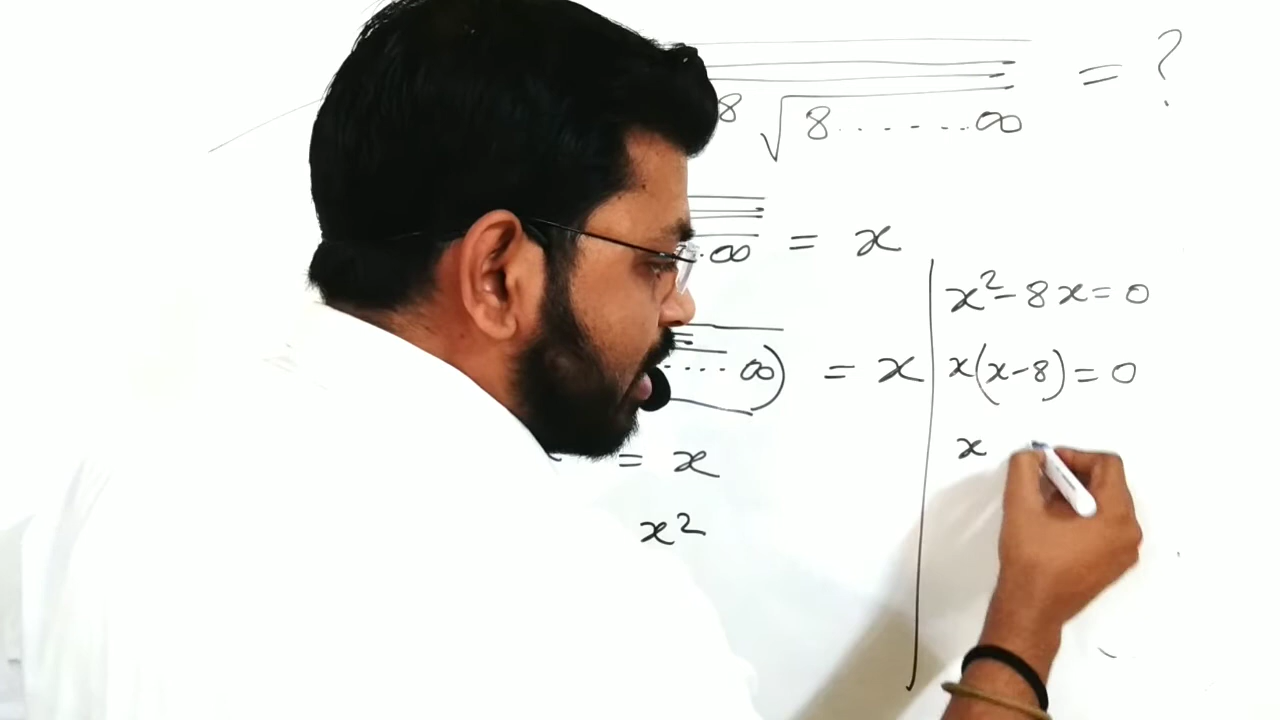 8 √8.......∞ = ?
..∞ = x
.....∞) = x
= x
x²
x² - 8x = 0
x(x-8) = 0
x